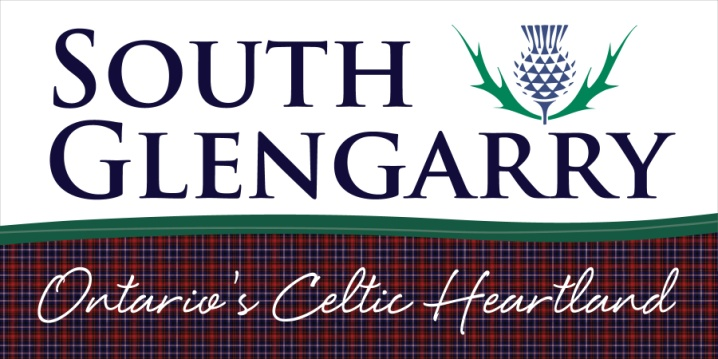 SOUTH
GLENGARRY
Ontario's Celtic Heartland